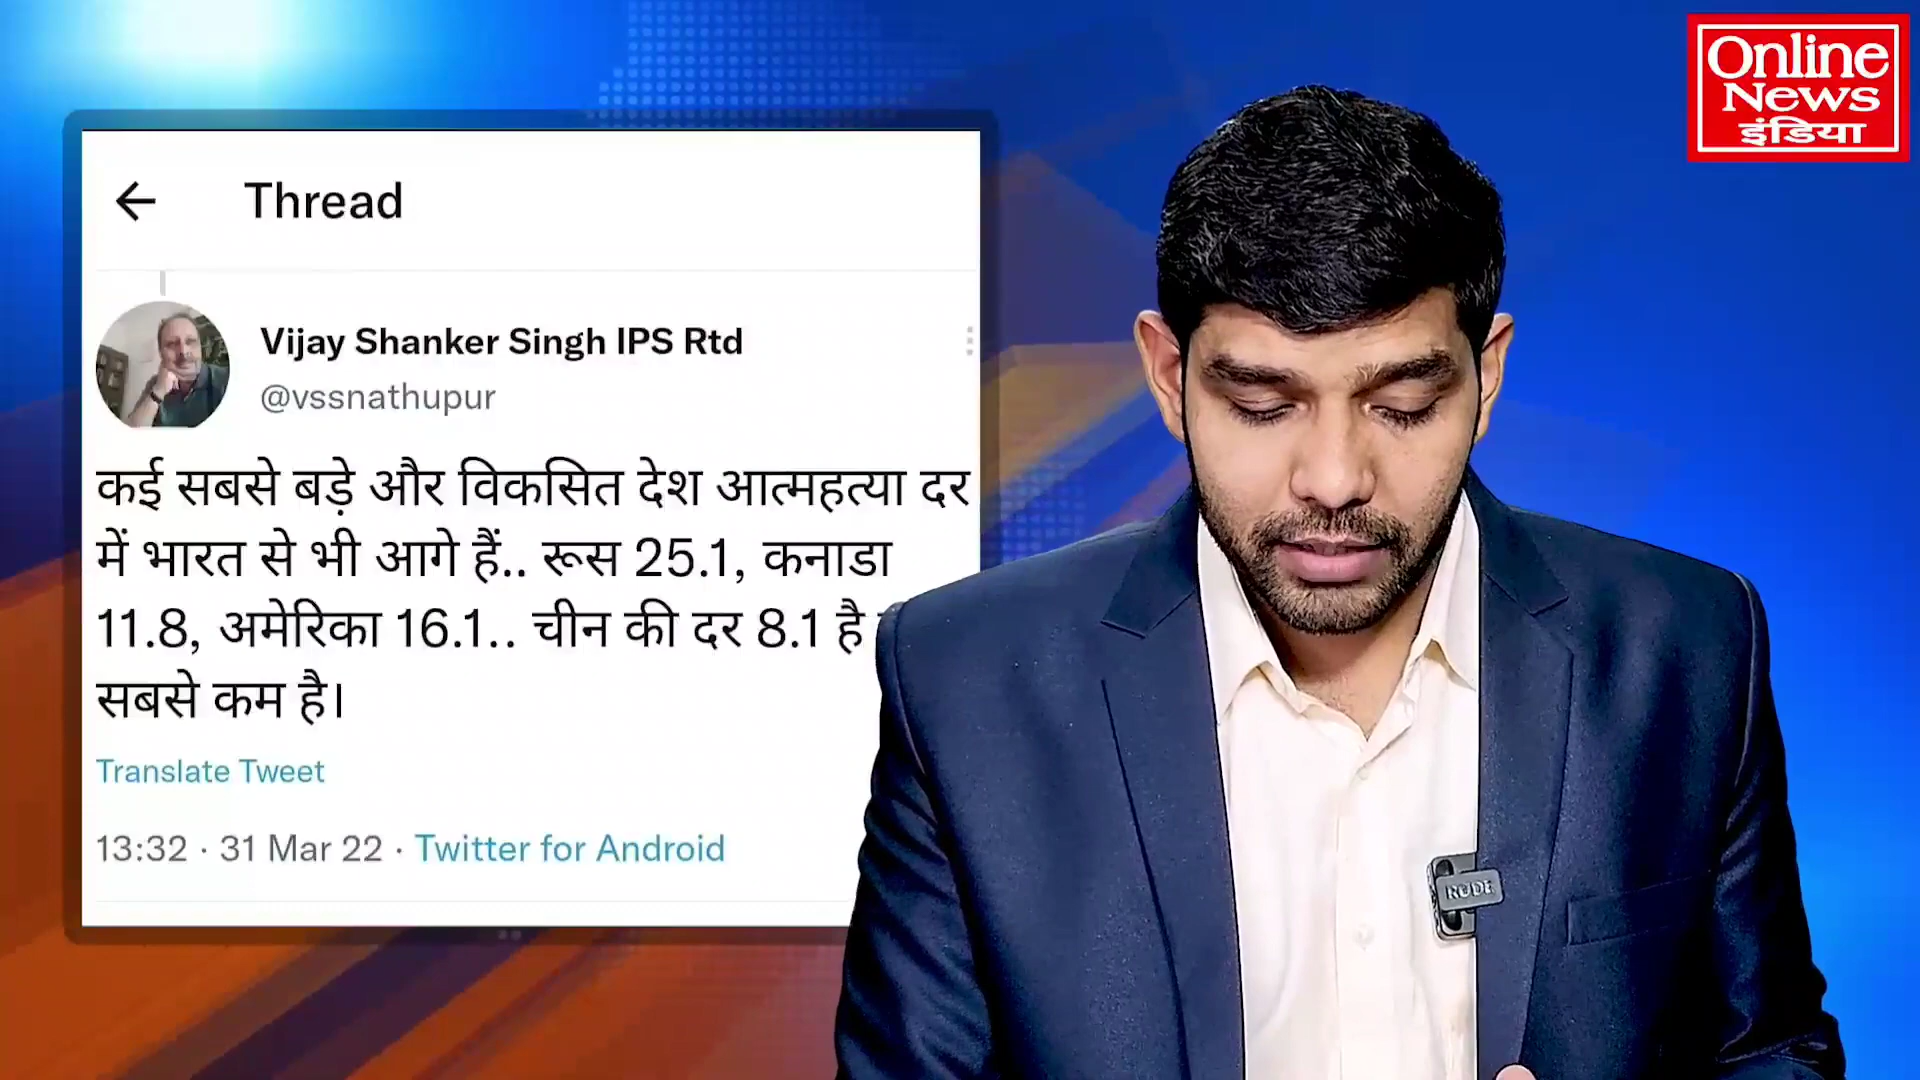 Online
News
इंडिया
Thread
Vijay Shanker Singh IPS Rtd
@vssnathupur
कई सबसे बड़े और विकसित देश आत्महत्या दर
में भारत से भी आगे हैं.. रूस 25.1, कनाडा
11.8, अमेरिका 16.1.. चीन की दर 8.1 है
सबसे कम है।
Translate Tweet
13:32 · 31 Mar 22 · Twitter for Android
RODE